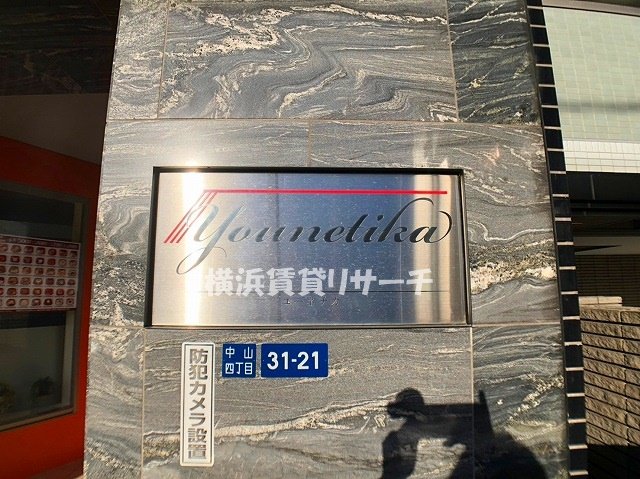 Younetika
横浜賃貸リサーチ
中山
四丁目
31-21
防犯カメラ設置